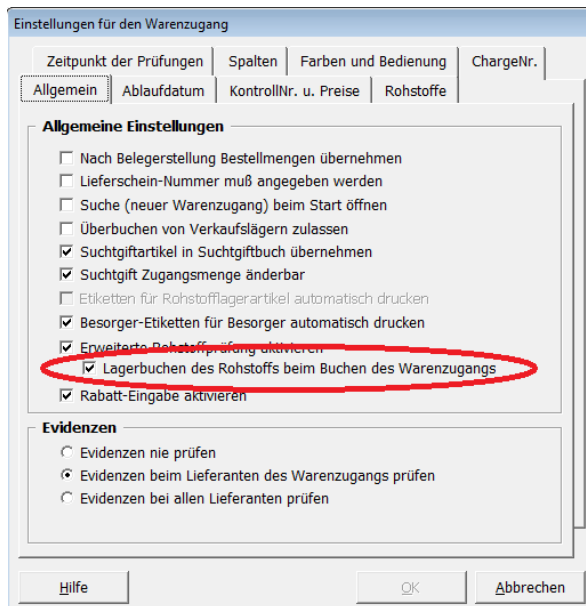 Einstellungen für den Warenzugang
Zeitpunkt der Prüfungen Spalten Farben und Bedienung ChargeNr.
Allgemein Ablaufdatum KontrollNr. u. Preise Rohstoffe
Allgemeine Einstellungen
Nach Belegerstellung Bestellmengen übernehmen
Lieferschein-Nummer muß angegeben werden
Suche (neuer Warenzugang) beim Start öffnen
Überbuchen von Verkaufslägern zulassen
Suchtgiftartikel in Suchtgiftbuch übernehmen
Suchtgift Zugangsmenge änderbar
Etiketten für Rohstofflagerartikel automatisch drucken
Besorger-Etiketten für Besorger automatisch drucken
Erweiterte Rohstoffprüfung aktivieren
Lagerbuchen des Rohstoffs beim Buchen des Warenzugangs
Rabatt-Eingabe aktivieren
Evidenzen
Evidenzen nie prüfen
Evidenzen beim Lieferanten des Warenzugangs prüfen
Evidenzen bei allen Lieferanten prüfen
Hilfe OK Abbrechen